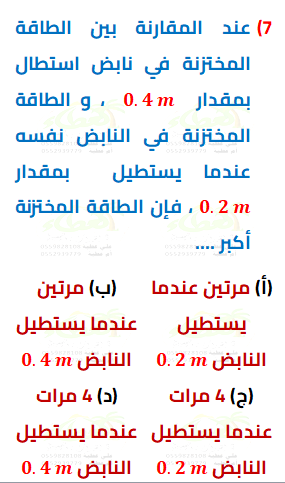 7) عند المقارنة بين الطاقة
المختزنة في نابض استطال
بمقدار 0.4 m ، و الطاقة
المختزنة في النابض نفسه
عندما يستطيل بمقدار
0.2 m ، فإن الطاقة المختزنة
أكبر ....
(أ) مرتين عندما
يستطيل
النابض 0.2 m
(ب) مرتين
عندما يستطيل
النابض 0.4 m
(ج) 4 مرات
عندما يستطيل
النابض 0.2 m
(د) 4 مرات
عندما يستطيل
النابض 0.4 m